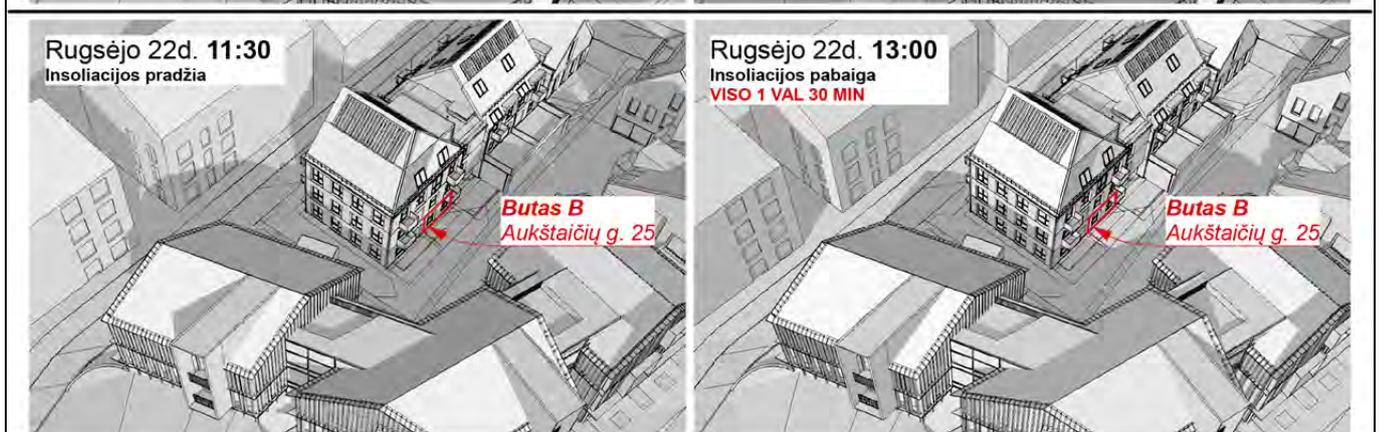 Rugsėjo 22d. 11:30
Insoliacijos pradžia
Butas B
Aukštaičių g. 25
Rugsėjo 22d. 13:00
Insoliacijos pabaiga
VISO 1 VAL 30 MIN
Butas B
Aukštaičių g. 25